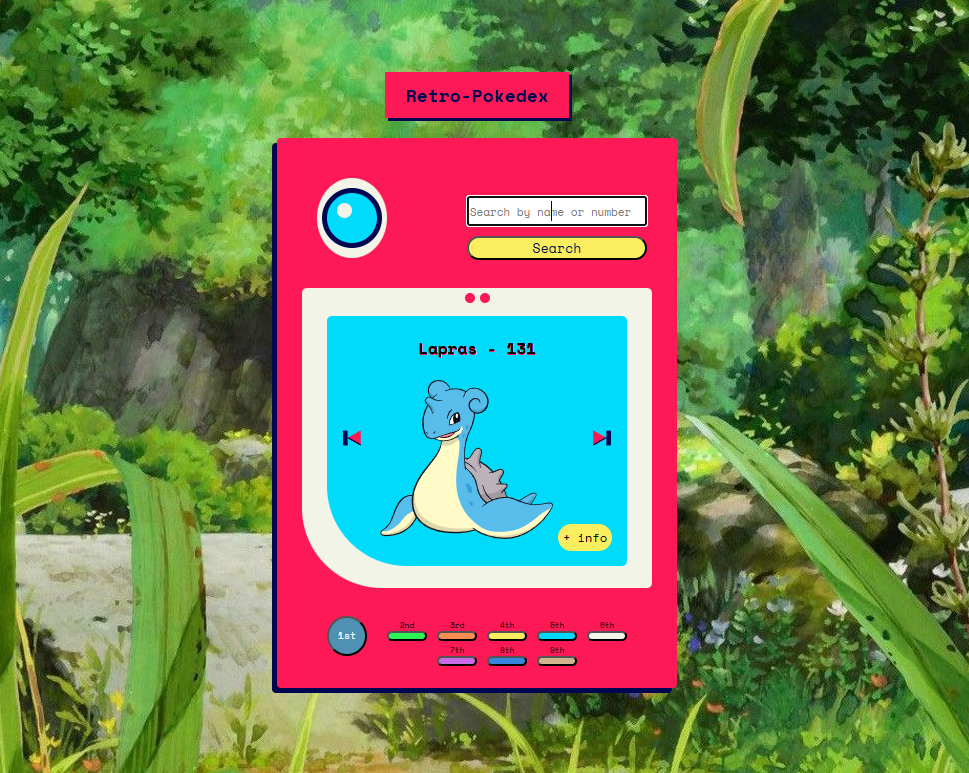 Retro-Pokedex
Search by name or number
Search
Lapras - 131
+ info
1st
2nd
3rd
4th
5th
6th
7th
8th
9th